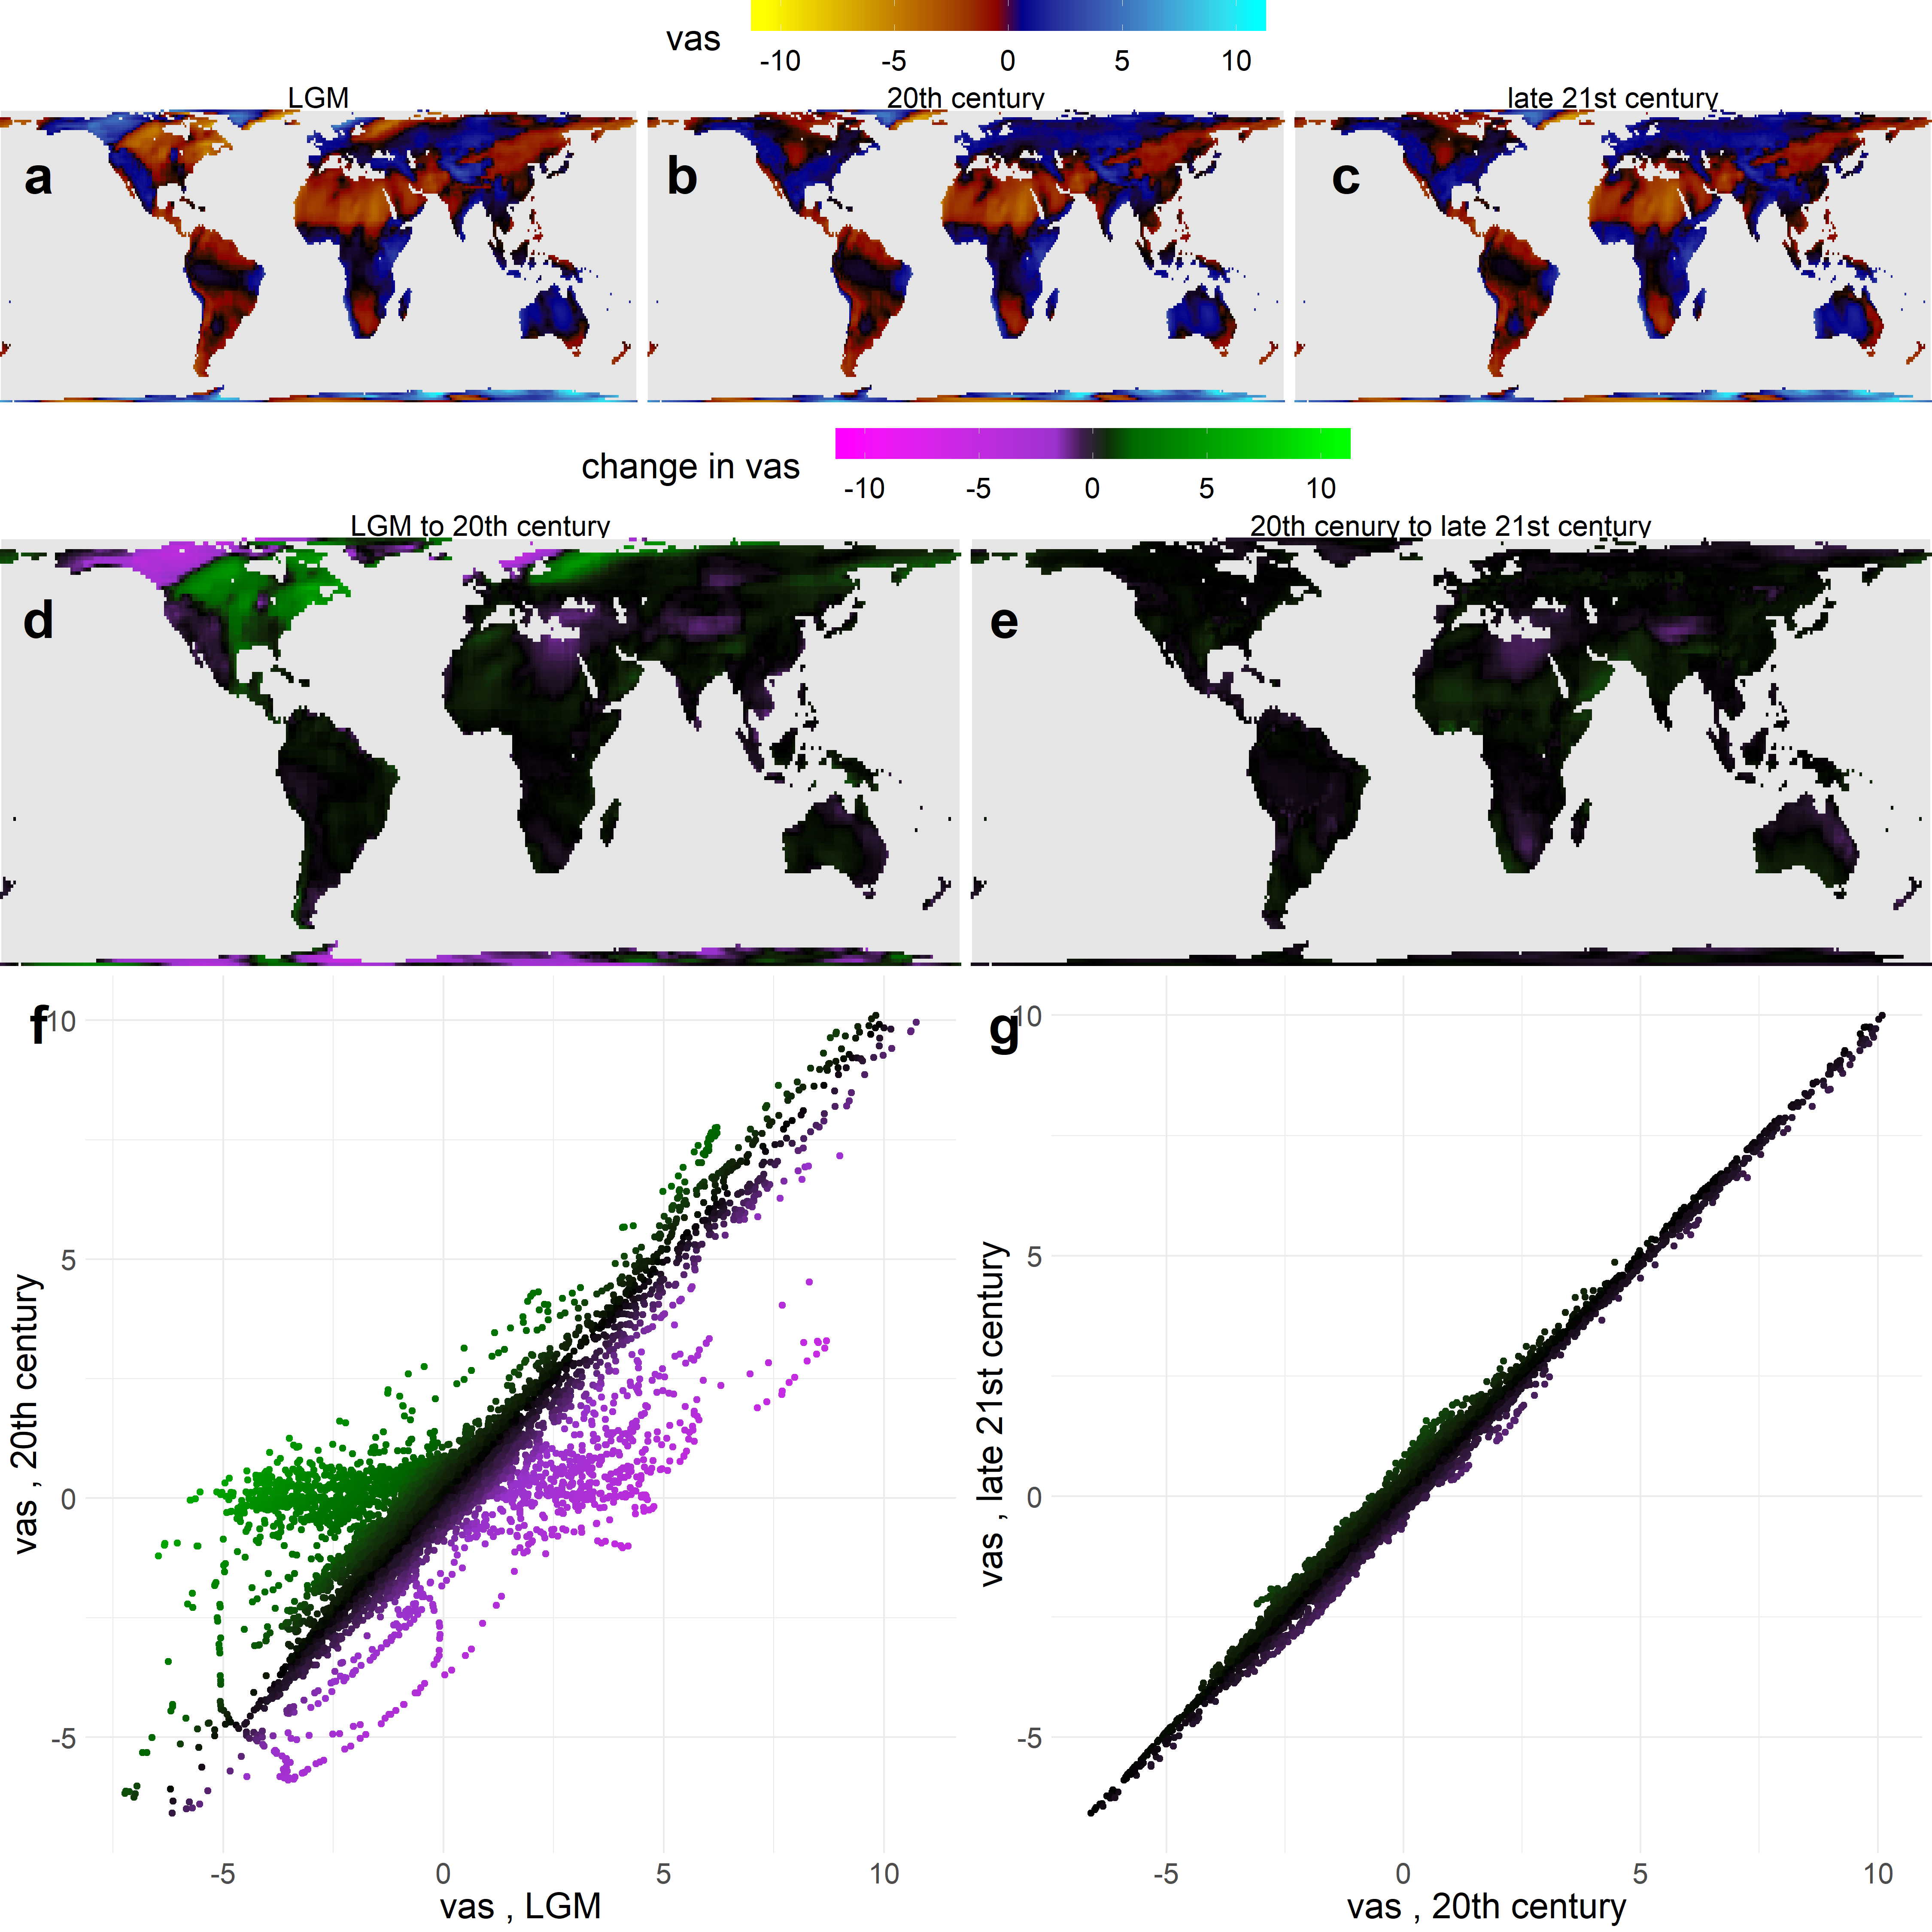 vas
-10 -5 0 5 10
LGM 20th century late 21st century
a b c
change in vas
-10 -5 0 5 10
LGM to 20th century 20th cenury to late 21st century
d e
f g
10
5
0
-5
vas , 20th century
-5 0 5 10
vas , LGM
10
5
0
-5
vas , late 21st century
-5 0 5 10
vas , 20th century